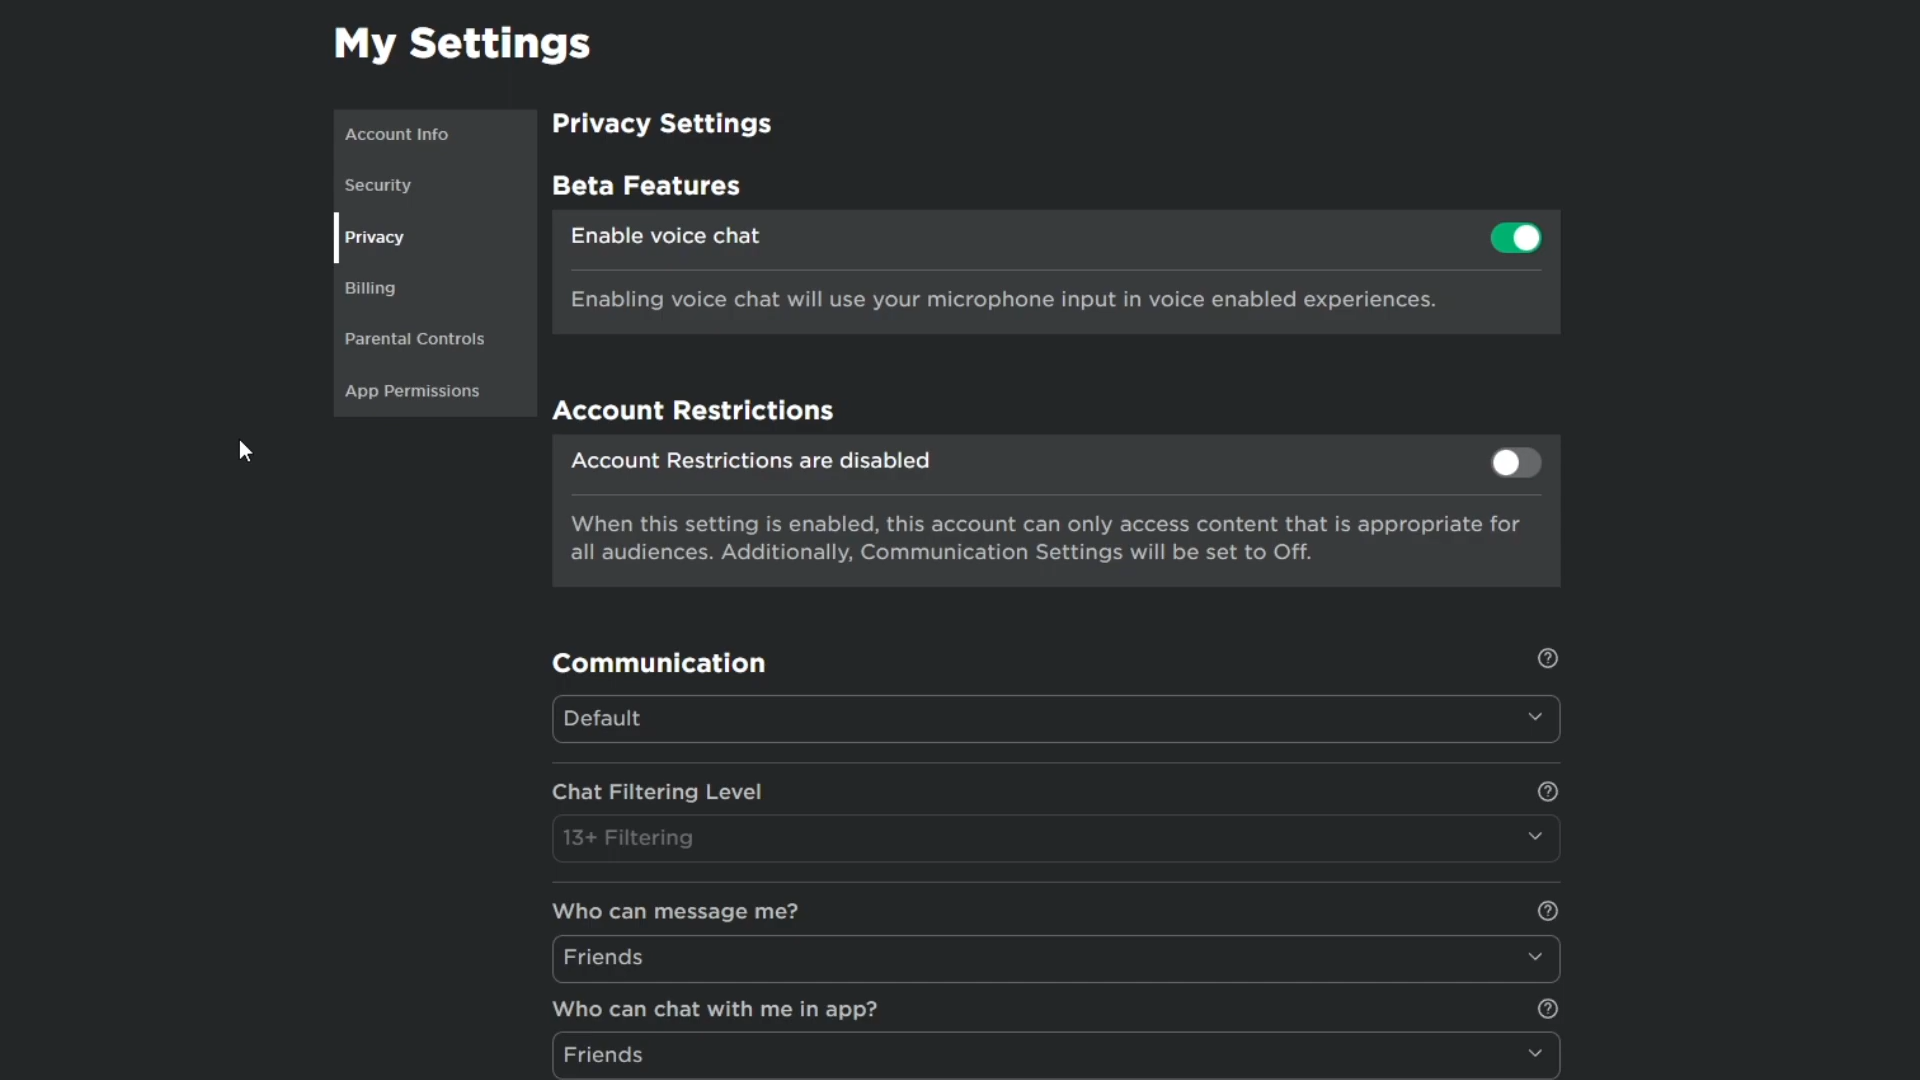 My Settings
Account Info
Security
Privacy
Billing
Parental Controls
App Permissions
Privacy Settings
Beta Features
Enable voice chat
Enabling voice chat will use your microphone input in voice enabled experiences.
Account Restrictions
Account Restrictions are disabled
When this setting is enabled, this account can only access content that is appropriate for
all audiences. Additionally, Communication Settings will be set to Off.
Communication
Default
Chat Filtering Level
13+ Filtering
Who can message me?
Friends
Who can chat with me in app?
Friends